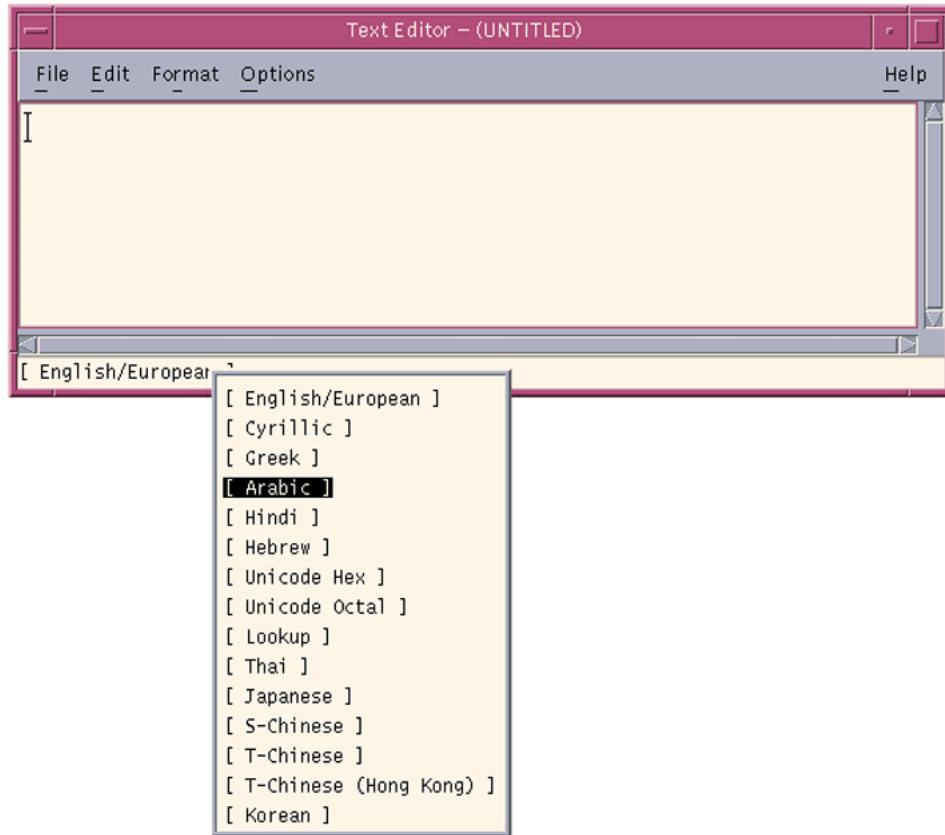 Text Editor – (UNTITLED)
File Edit Format Options Help
[ English/European ]
[ English/European ]
[ Cyrillic ]
[ Greek ]
[ Arabic ]
[ Hindi ]
[ Hebrew ]
[ Unicode Hex ]
[ Unicode Octal ]
[ Lookup ]
[ Thai ]
[ Japanese ]
[ S-Chinese ]
[ T-Chinese ]
[ T-Chinese (Hong Kong) ]
[ Korean ]